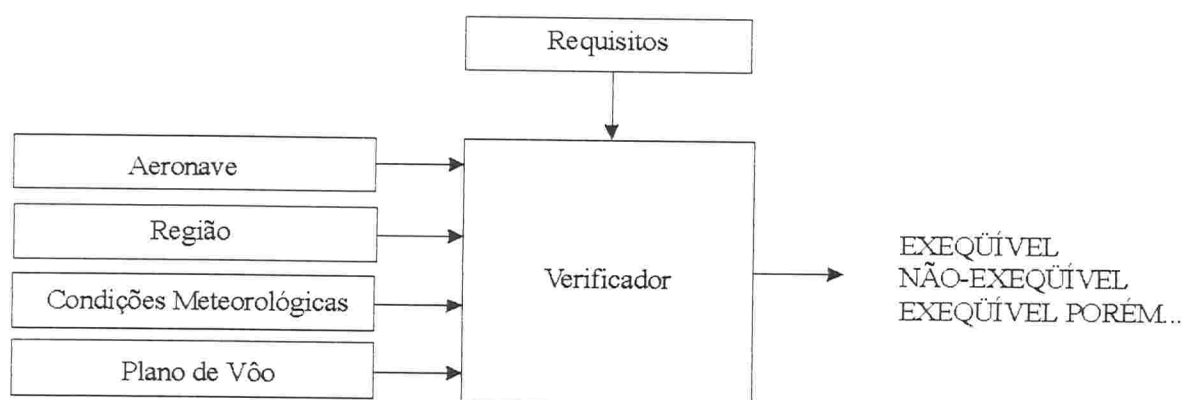 Requisitos
Aeronave
Região
Condições Meteorológicas
Plano de Vôo
Verificador
EXEQÜÍVEL
NÃO-EXEQÜÍVEL
EXEQÜÍVEL PORÉM...